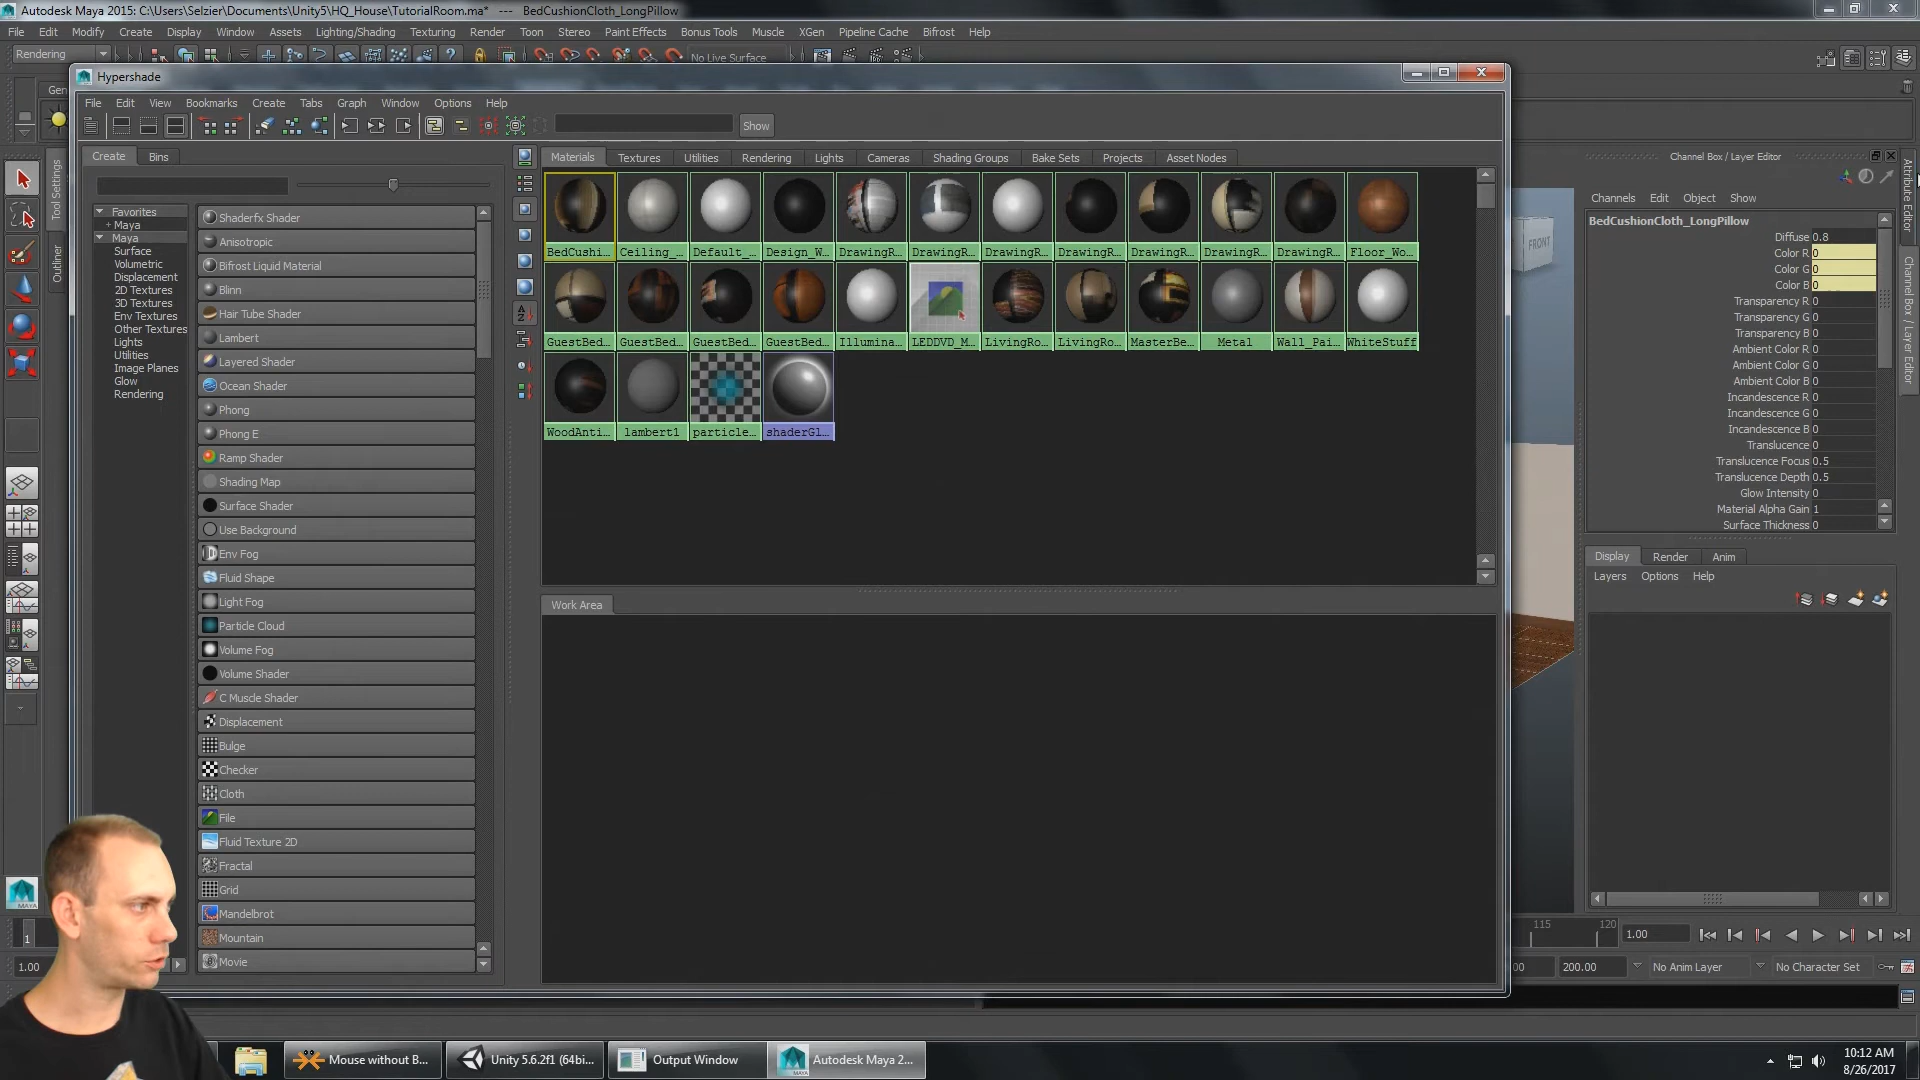 Autodesk Maya 2015: C:\Users\Selzier\Documents\Unity5\HQ_House\TutorialRoom.ma* --- BedCushionCloth_LongPillow
File Edit Modify Create Display Window Assets Lighting/Shading Texturing Render Toon Stereo Paint Effects Bonus Tools Muscle XGen Pipeline Cache Bifrost Help
Rendering No Live Surface
Hypershade
Gen
File Edit View Bookmarks Create Tabs Graph Window Options Help
Show
Create Bins
Materials Textures Utilities Rendering Lights Cameras Shading Groups Bake Sets Projects Asset Nodes
Favorites
+ Maya
Maya
Surface
Volumetric
Displacement
2D Textures
3D Textures
Env Textures
Other Textures
Lights
Utilities
Image Planes
Glow
Rendering
Shaderfx Shader
Anisotropic
Bifrost Liquid Material
Blinn
Hair Tube Shader
Lambert
Layered Shader
Ocean Shader
Phong
Phong E
Ramp Shader
Shading Map
Surface Shader
Use Background
Env Fog
Fluid Shape
Light Fog
Particle Cloud
Volume Fog
Volume Shader
C Muscle Shader
Displacement
Bulge
Checker
Cloth
File
Fluid Texture 2D
Fractal
Grid
Mandelbrot
Mountain
Movie
BedCushi... Ceiling_... Default_... Design_W... DrawingR... DrawingR... DrawingR... DrawingR... DrawingR... DrawingR... DrawingR... Floor_Wo...
GuestBed... GuestBed... GuestBed... GuestBed... Illumina... LEDDVD_M... LivingRo... LivingRo... MasterBe... Metal Wall_Pai... WhiteStuff
WoodAnti... lambert1 particle... shaderGl...
Work Area
Tool Settings
Outliner
FRONT
Channel Box / Layer Editor
Channels Edit Object Show
BedCushionCloth_LongPillow
Diffuse 0.8
Color R 0
Color G 0
Color B 0
Transparency R 0
Transparency G 0
Transparency B 0
Ambient Color R 0
Ambient Color G 0
Ambient Color B 0
Incandescence R 0
Incandescence G 0
Incandescence B 0
Translucence 0
Translucence Focus 0.5
Translucence Depth 0.5
Glow Intensity 0
Material Alpha Gain 1
Surface Thickness 0
Display Render Anim
Layers Options Help
Attribute Editor
Channel Box / Layer Editor
1 115 120 1.00
1.00 00 200.00 No Anim Layer No Character Set
Mouse without B... Unity 5.6.2f1 (64bi... Output Window Autodesk Maya 2...
10:12 AM
8/26/2017